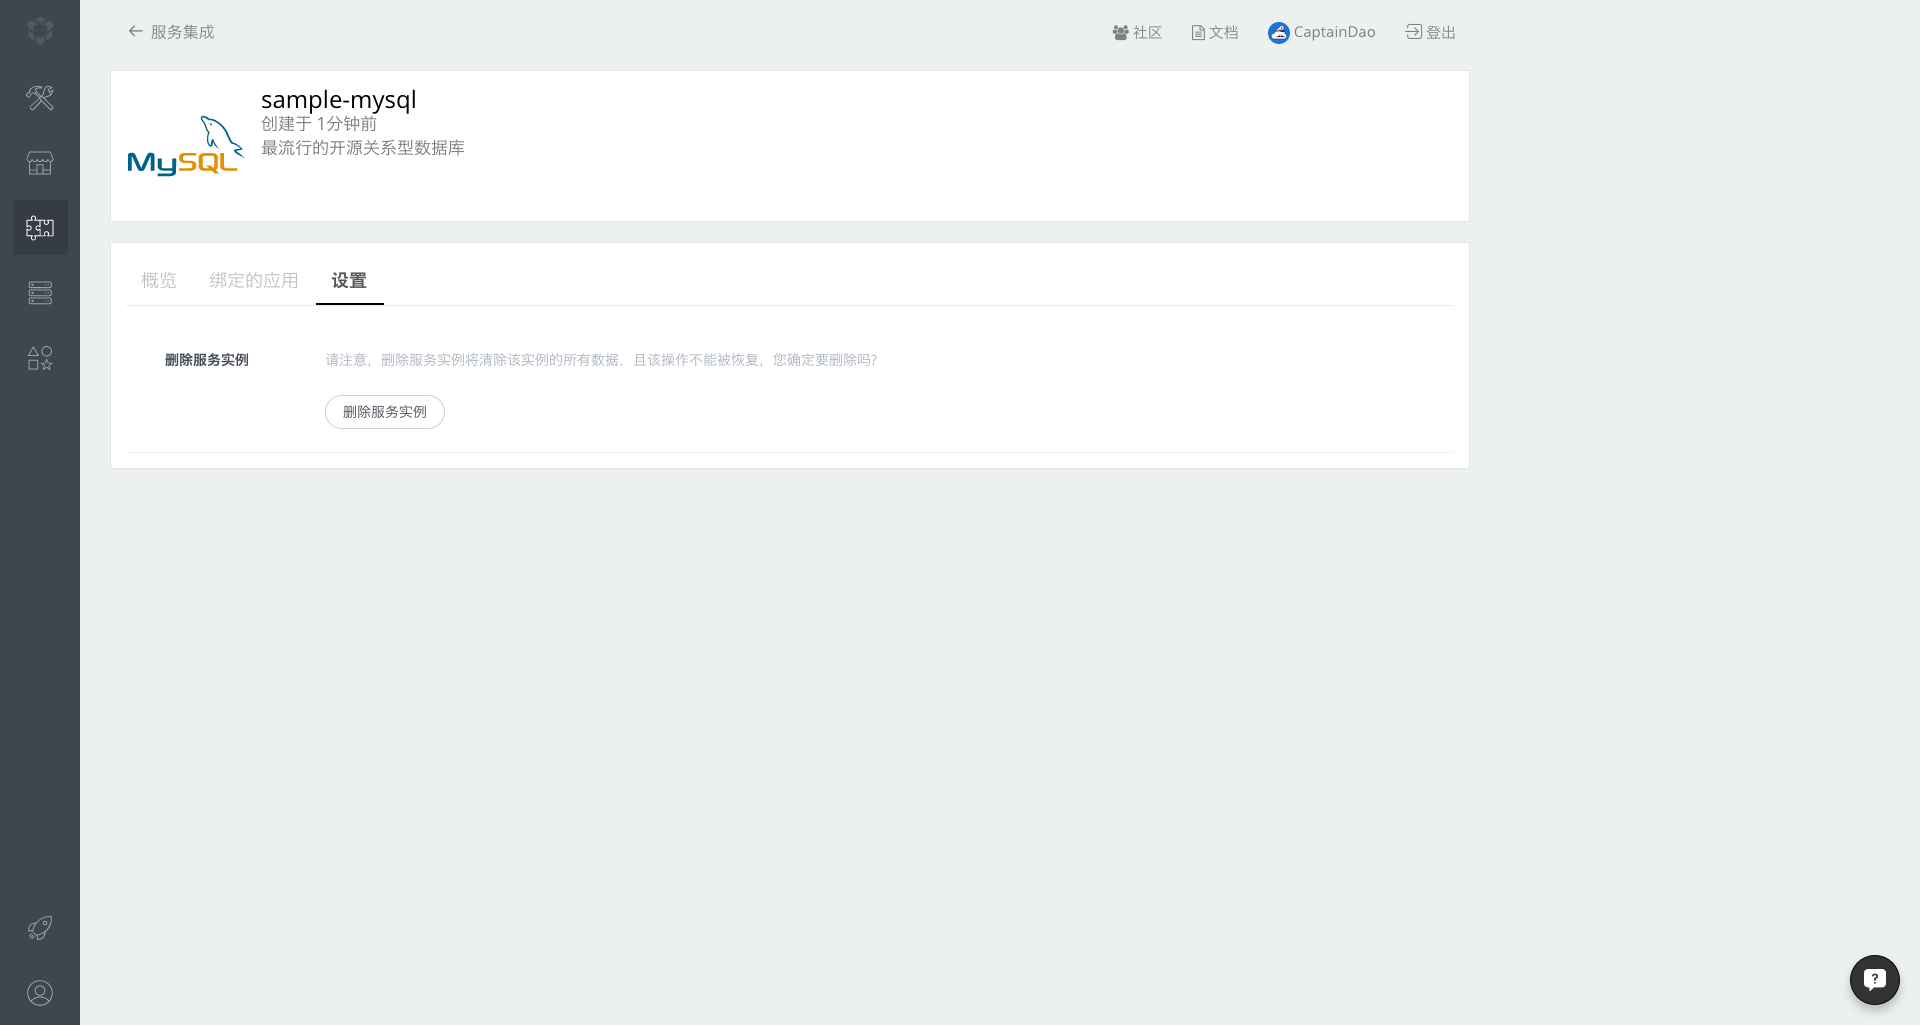 服务集成
社区
文档
CaptainDao
登出
sample-mysql
创建于 1分钟前
最流行的开源关系型数据库
MySQL
概览
绑定的应用
设置
删除服务实例
请注意，删除服务实例将清除该实例的所有数据，且该操作不能被恢复，您确定要删除吗?
删除服务实例
?